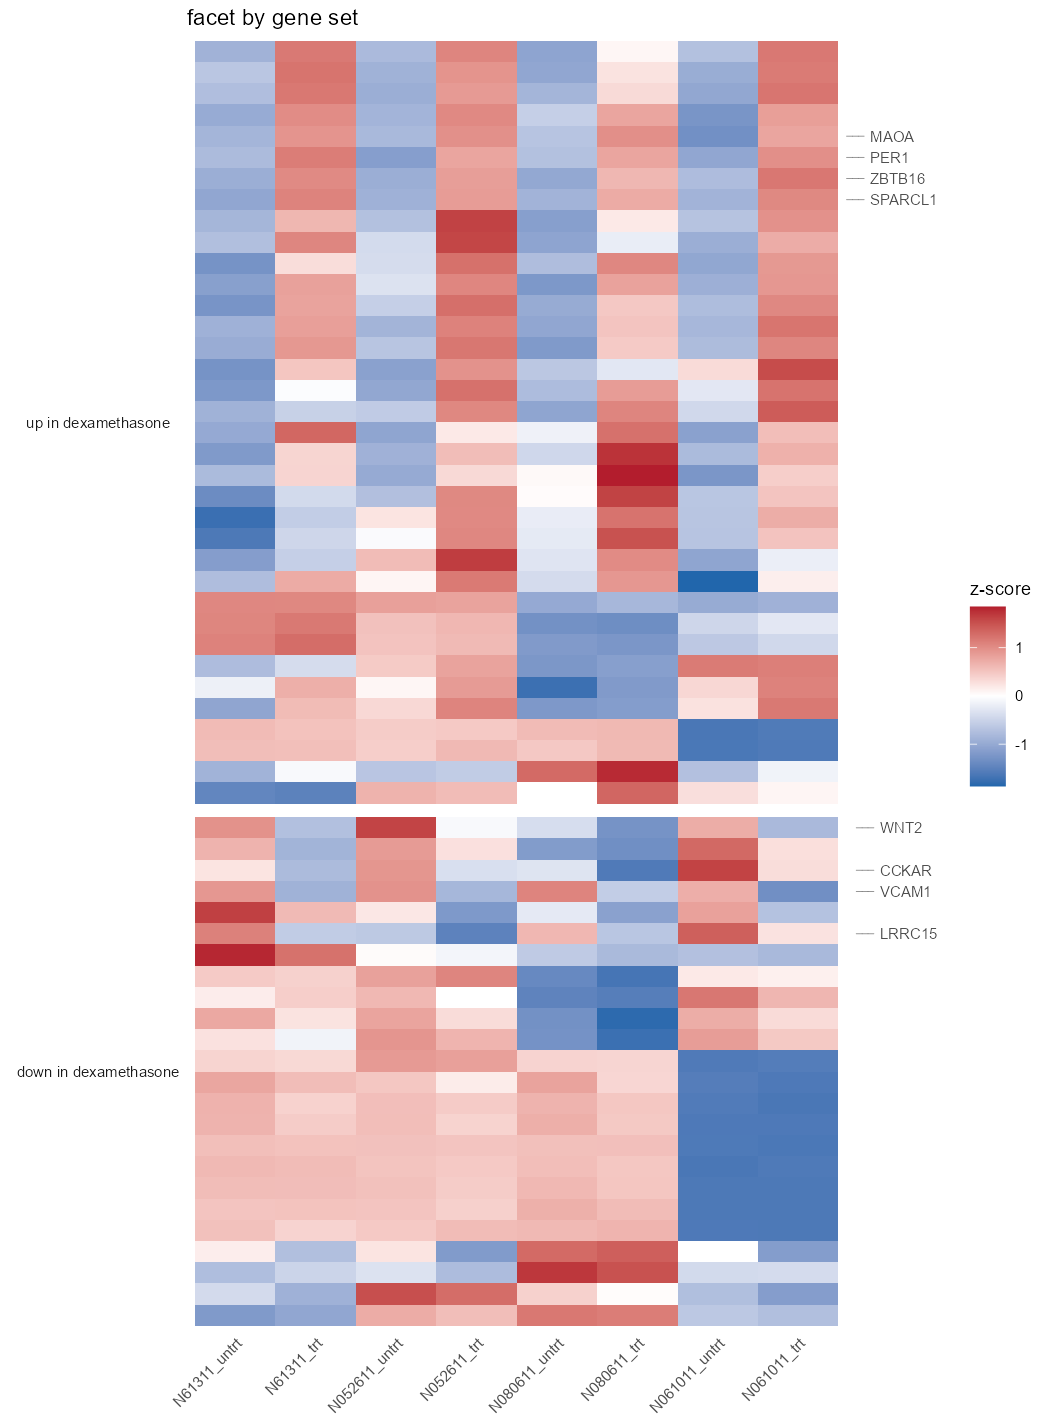 facet by gene set
MAOA
PER1
ZBTB16
SPARCL1
up in dexamethasone
z-score
1
0
-1
WNT2
CCKAR
VCAM1
LRRC15
down in dexamethasone
N61311_untrt
N61311_trt
N052611_untrt
N052611_trt
N080611_untrt
N080611_trt
N061011_untrt
N061011_trt